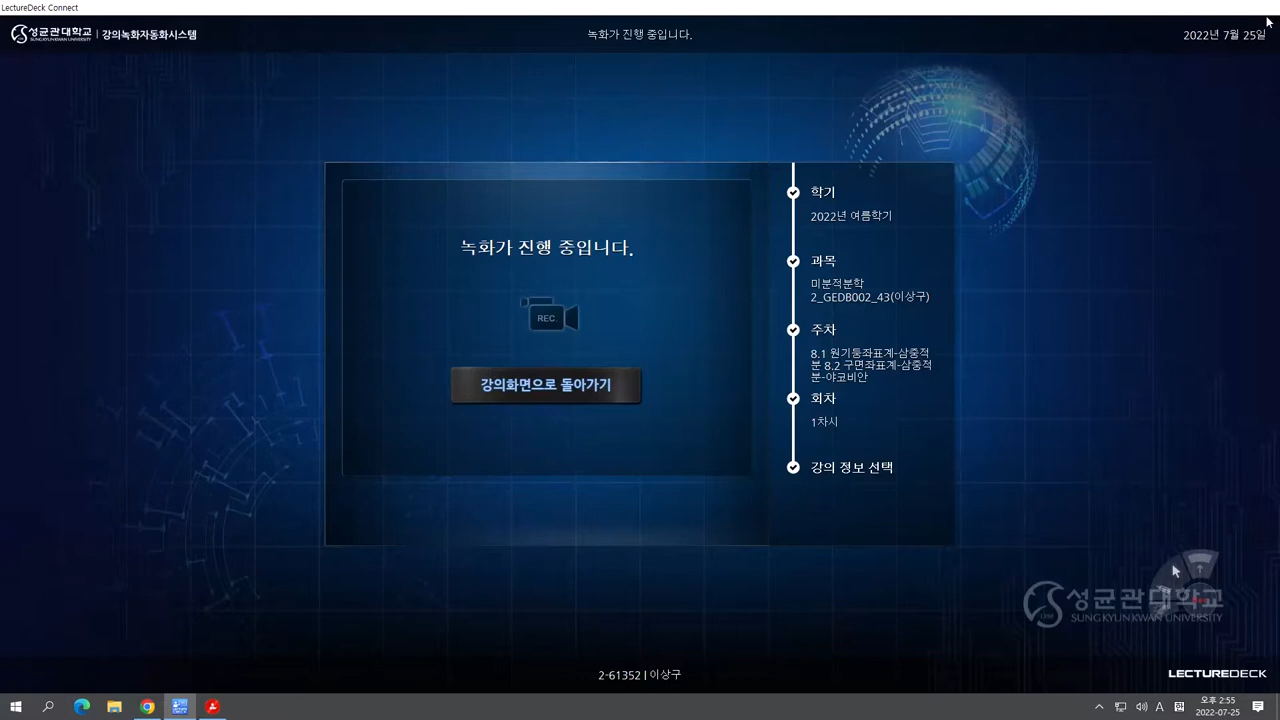 LectureDeck Connect
성균관대학교 | 강의녹화자동화시스템
SUNGKYUNKWAN UNIVERSITY
녹화가 진행 중입니다.
2022년 7월 25일
녹화가 진행 중입니다.
REC.
강의화면으로 돌아가기
학기
2022년 여름학기
과목
미분적분학
2_GEDB002_43(이상구)
주차
8.1 원기둥좌표계-삼중적
분 8.2 구면좌표계-삼중적
분-야코비안
회차
1차시
강의 정보 선택
성균관대학교
SUNGKYUNKWAN UNIVERSITY
2-61352 | 이상구
LECTUREDECK
A
오후 2:55
2022-07-25